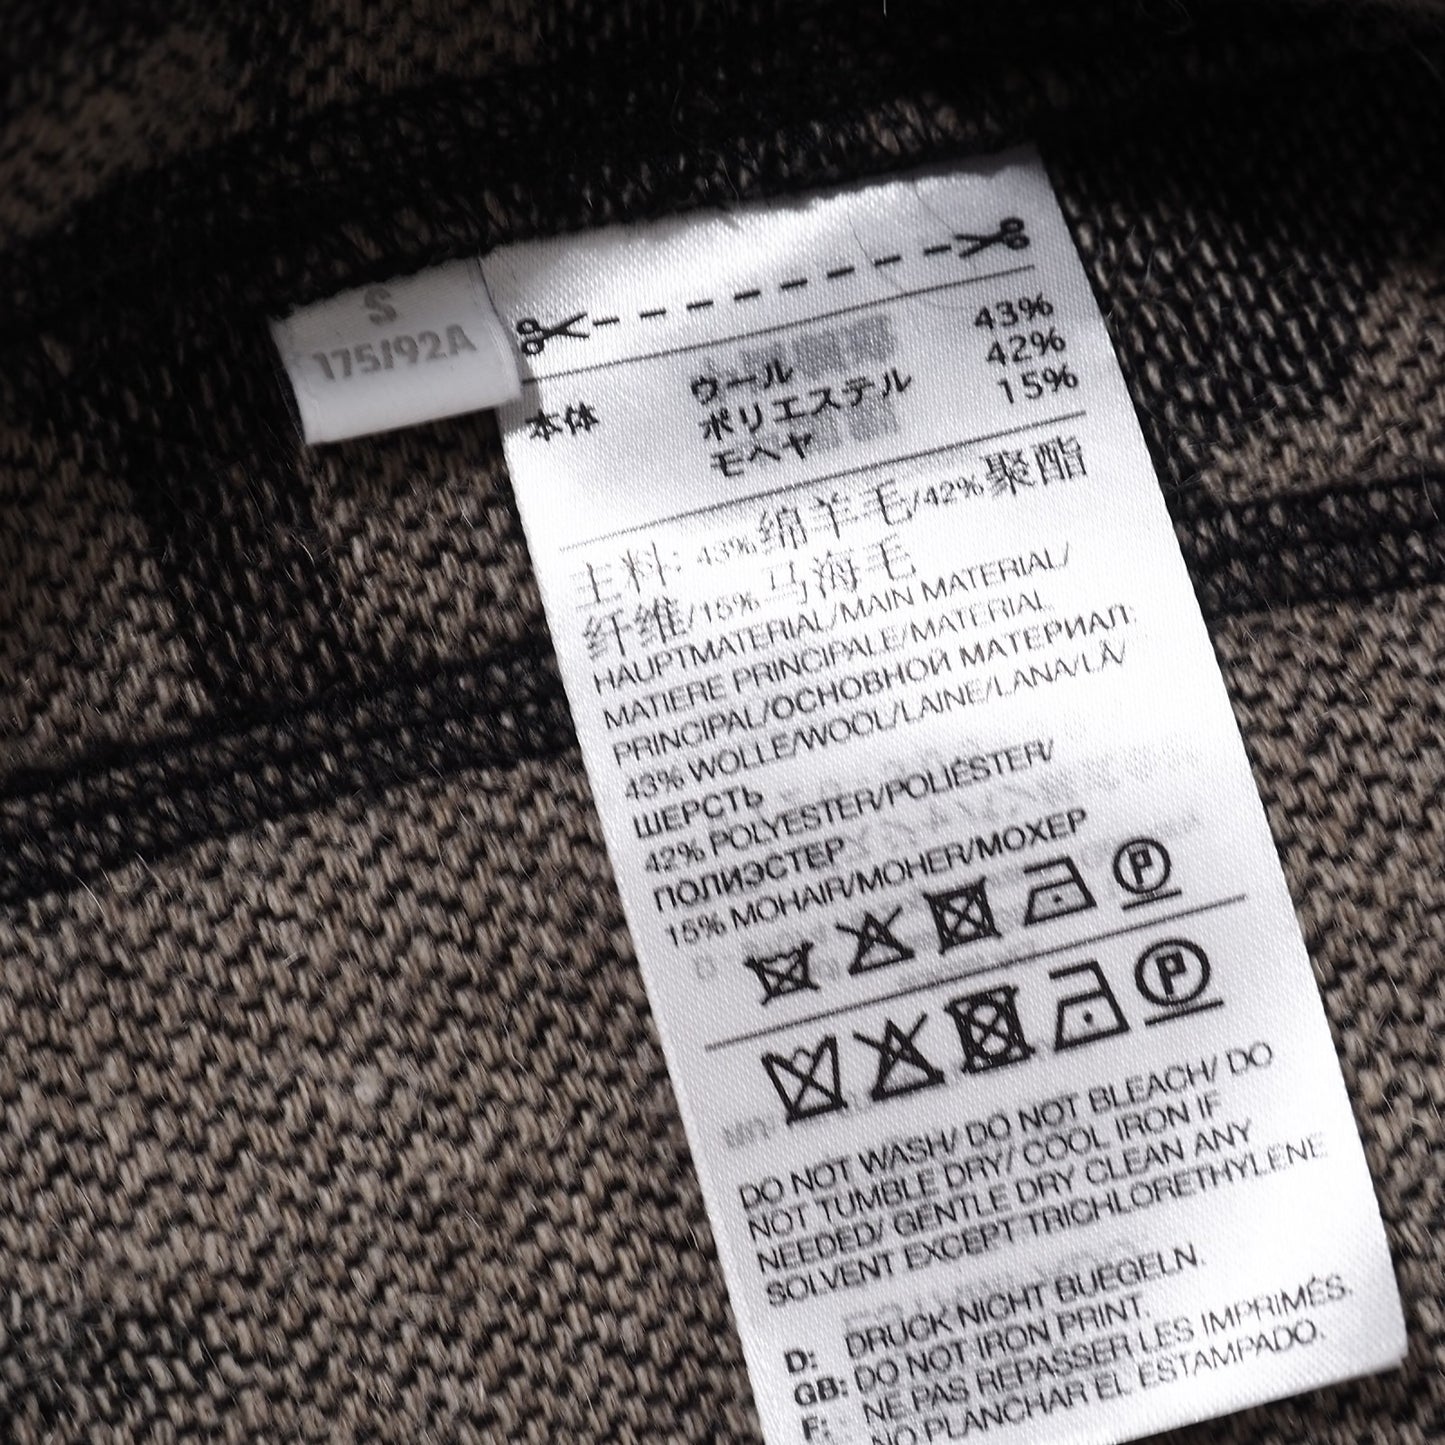 S
175/92A
本体 ウール 43%
ポリエステル 42%
モヘヤ 15%
主料: 43%绵羊毛/42%聚酯
纤维/15%马海毛
HAUPTMATERIAL/MAIN MATERIAL/
MATIERE PRINCIPALE/MATERIAL
PRINCIPAL/ОСНОВНОЙ МАТЕРИАЛ:
43% WOLLE/WOOL/LAINE/LANA/LÃ/
ШЕРСТЬ
42% POLYESTER/POLIÉSTER/
ПОЛИЭСТЕР
15% MOHAIR/MOHER/МОХЕР
P
P
DO NOT WASH/ DO NOT BLEACH/ DO
NOT TUMBLE DRY/ COOL IRON IF
NEEDED/ GENTLE DRY CLEAN ANY
SOLVENT EXCEPT TRICHLORETHYLENE
D: DRUCK NICHT BUEGELN.
GB: DO NOT IRON PRINT.
F: NE PAS REPASSER LES IMPRIMÉS.
NO PLANCHAR EL ESTAMPADO.